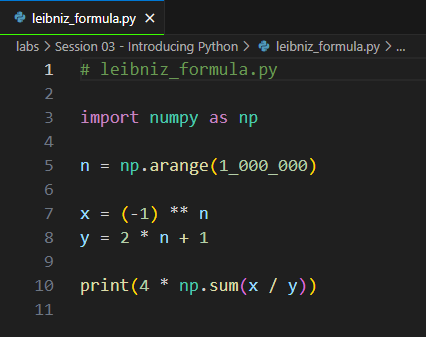 leibniz_formula.py
labs > Session 03 - Introducing Python > leibniz_formula.py > ...
1 # leibniz_formula.py
2
3 import numpy as np
4
5 n = np.arange(1_000_000)
6
7 x = (-1) ** n
8 y = 2 * n + 1
9
10 print(4 * np.sum(x / y))
11